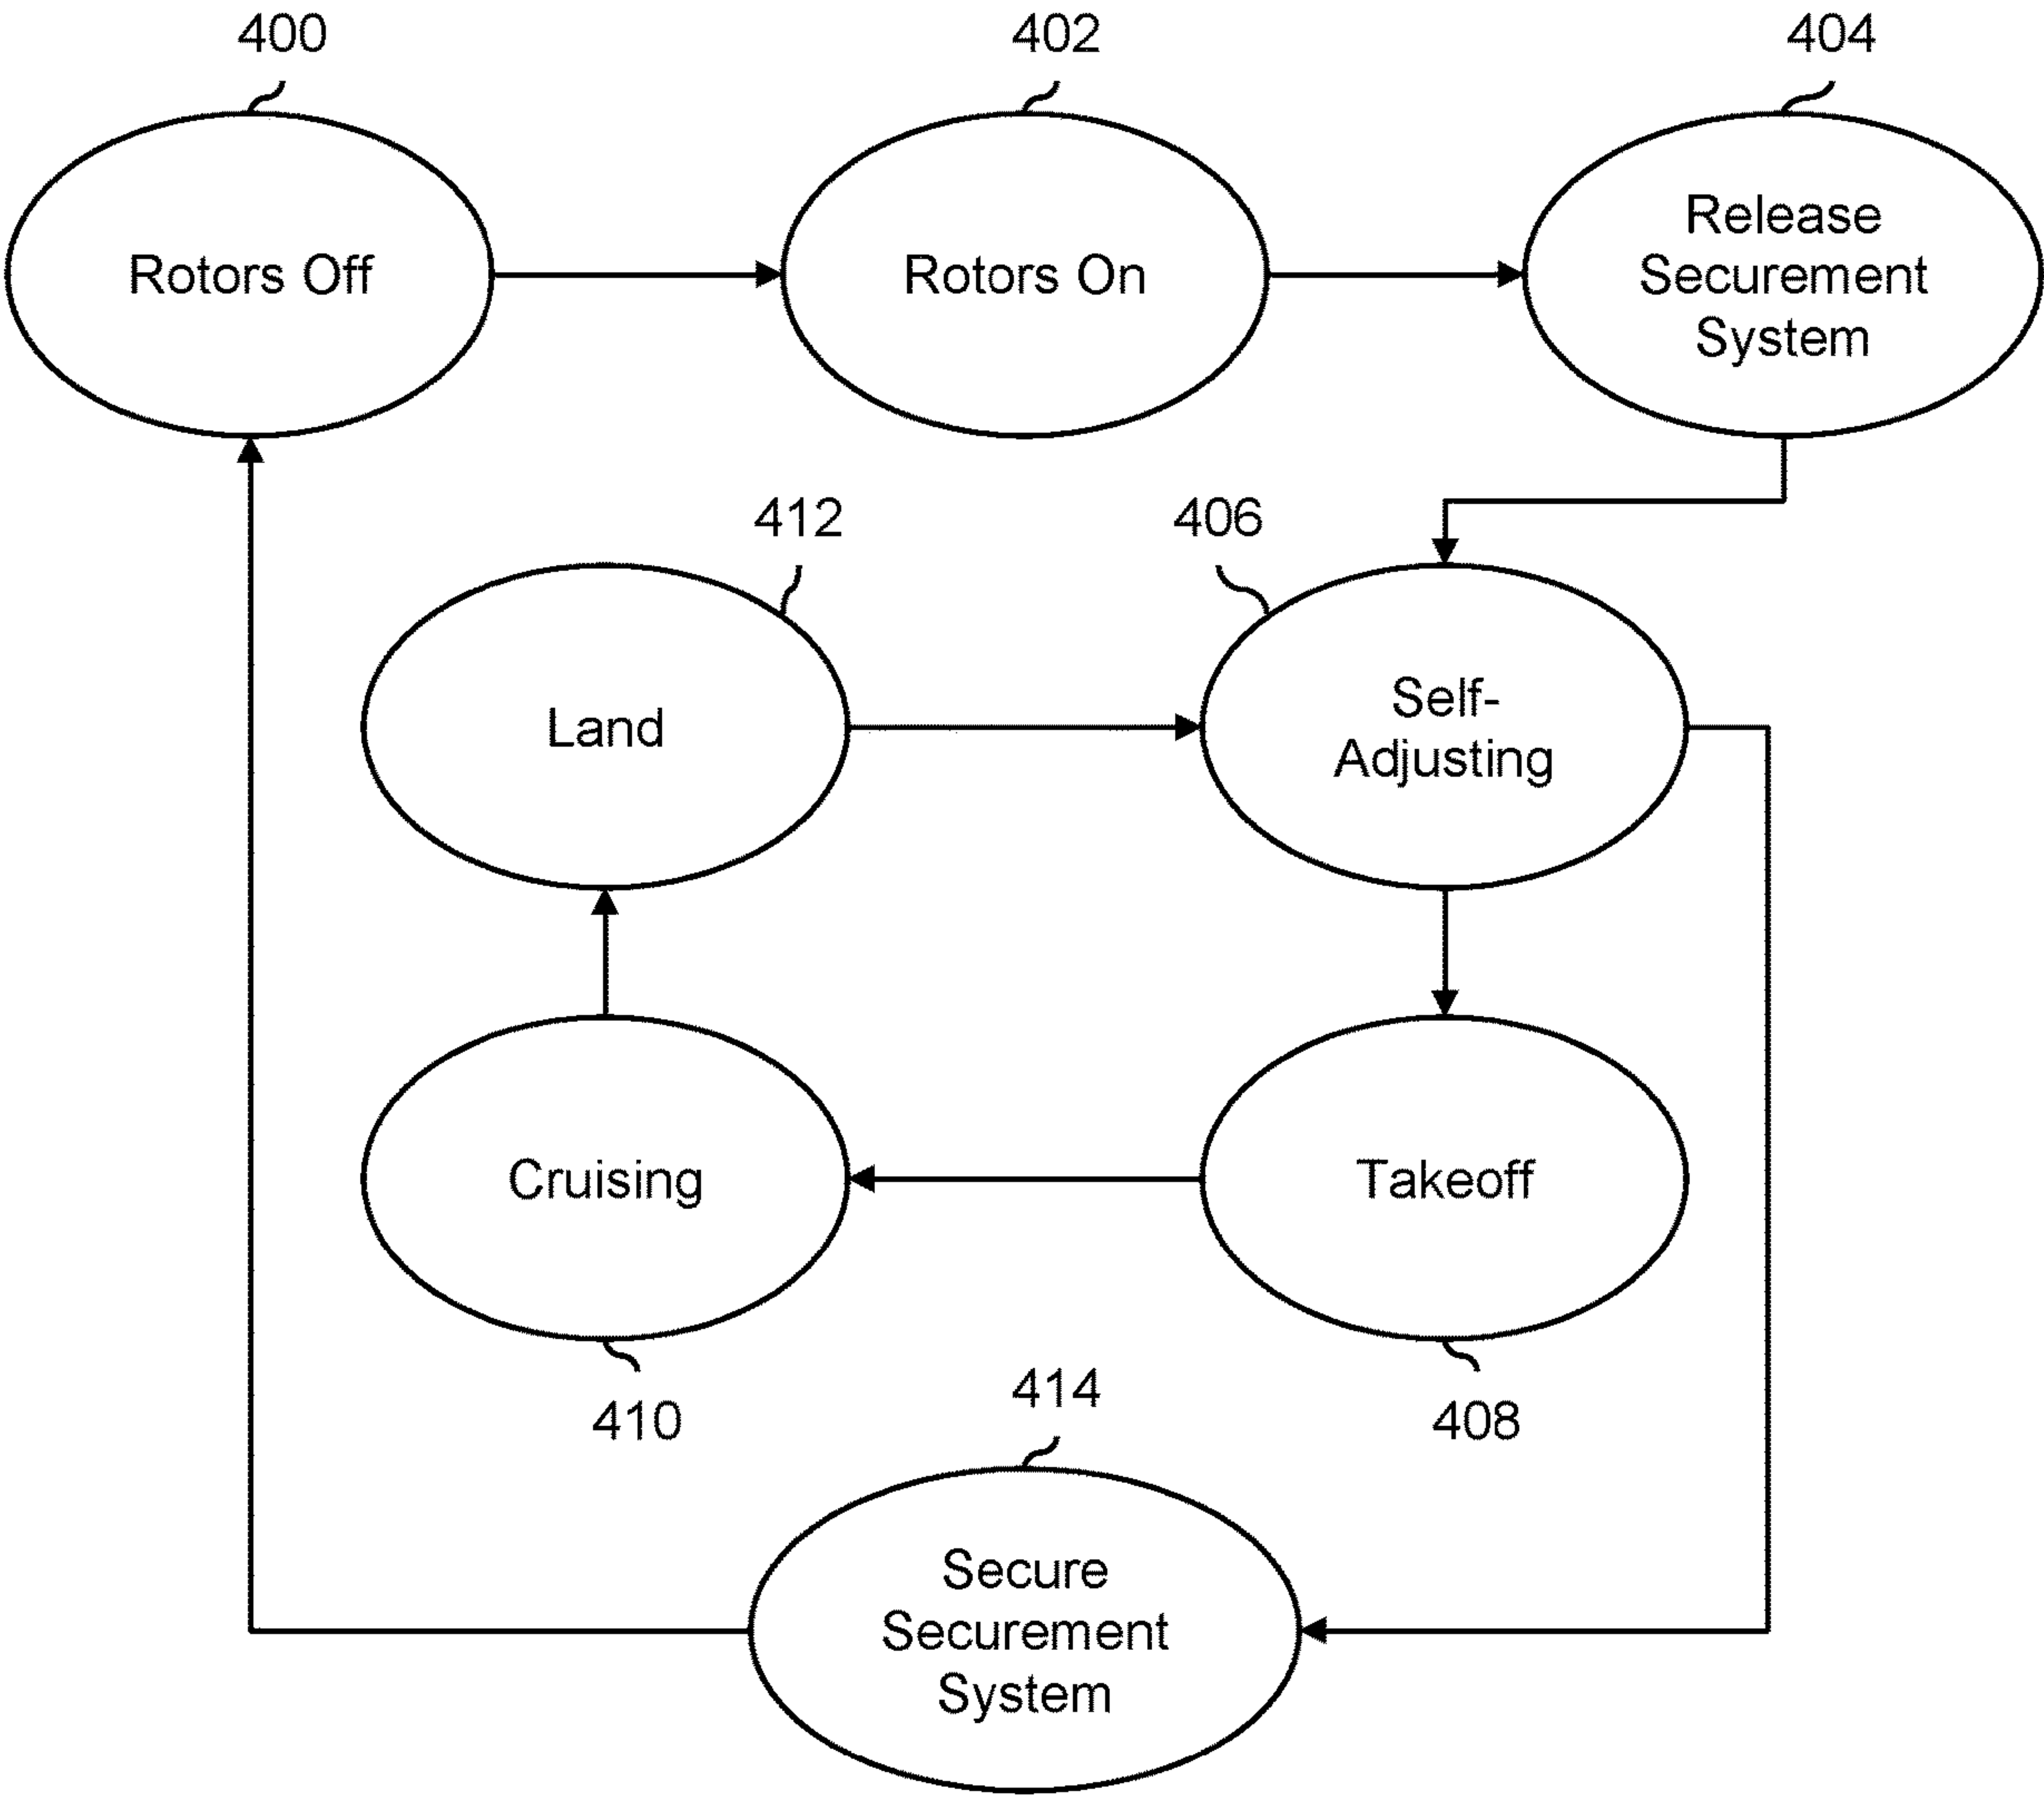 400
402
404
Rotors Off
Rotors On
Release
Securement
System
412
406
Land
Self-
Adjusting
Cruising
Takeoff
410
414
408
Secure
Securement
System